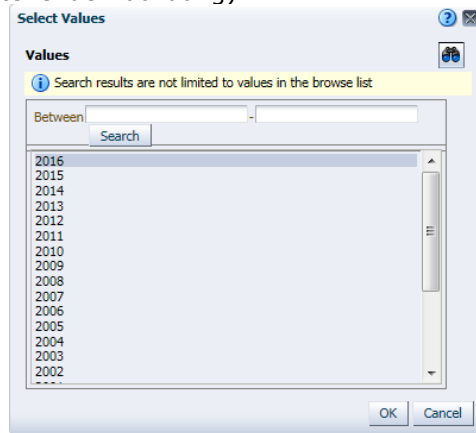 Select Values
Values
Search results are not limited to values in the browse list
Between -
Search
2016
2015
2014
2013
2012
2011
2010
2009
2008
2007
2006
2005
2004
2003
2002
OK Cancel